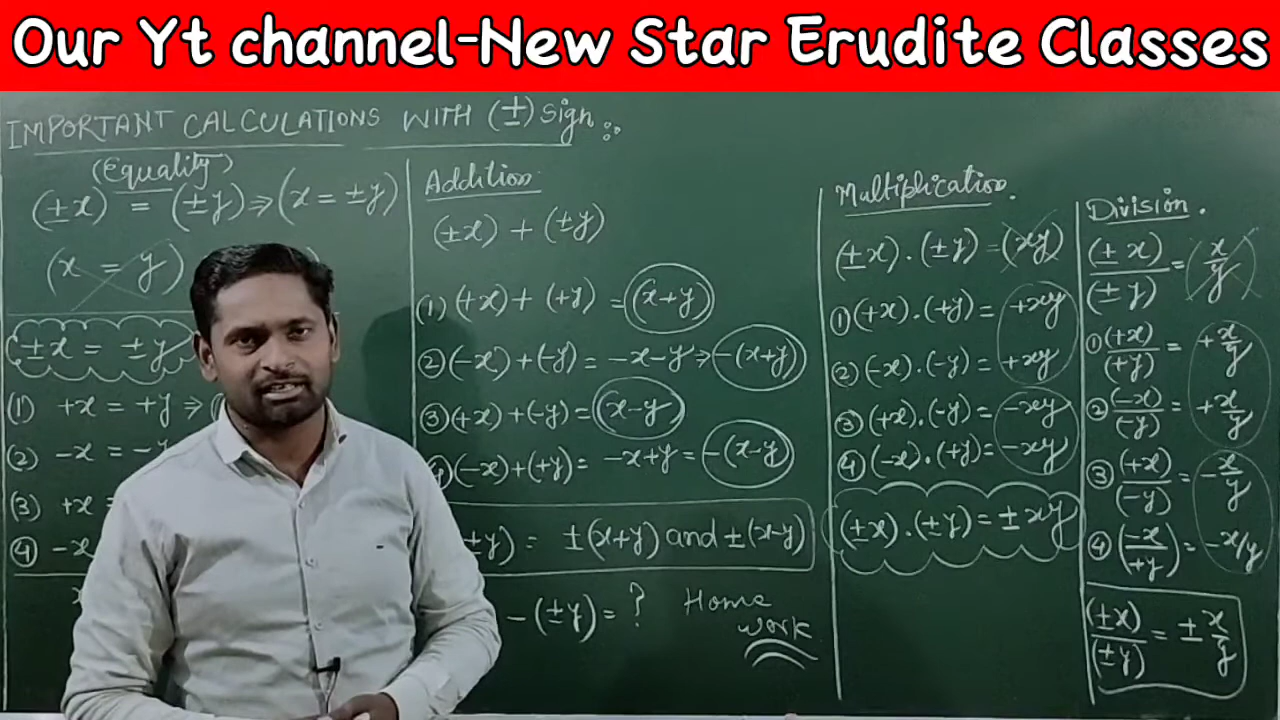 Our Yt channel-New Star Erudite Classes
IMPORTANT CALCULATIONS WITH (±) Sign
(Equality)
(±x) = (±y) ⇒ (x = ±y)
(x = y)
±x = ±y
(1) +x = +y ⇒
(2) -x = -y
(3) +x =
④ -x
Addition
(±x) + (±y)
(1) (+x) + (+y) = (x+y)
② (-x) + (-y) = -x-y ⇒ -(x+y)
③ (+x) + (-y) = (x-y)
④ (-x) + (+y) = -x+y = -(x-y)
±y) = ±(x+y) and ±(x-y)
- (±y) = ? Home
work
Multiplication.
(±x).(±y) = (xy)
① (+x).(+y) = +xy
② (-x).(-y) = +xy
③ (+x).(-y) = -xy
④ (-x).(+y) = -xy
(±x).(±y) = ±xy
Division.
(±x)/(±y) = x/y
① (+x)/(+y) = +x/y
② (-x)/(-y) = +x/y
③ (+x)/(-y) = -x/y
④ (-x/+y) = -x/y
(±x)/(±y) = ±x/y